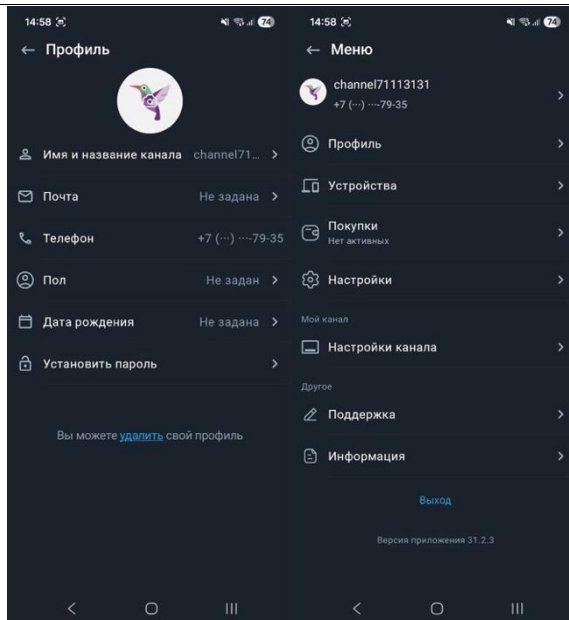 14:58
74
← Профиль
Имя и название канала channel71... >
Почта Не задана >
Телефон +7 (···) ···-79-35
Пол Не задан >
Дата рождения Не задана >
Установить пароль >
Вы можете удалить свой профиль
14:58
74
← Меню
channel71113131
+7 (···) ···-79-35
Профиль >
Устройства >
Покупки
Нет активных
Настройки >
Мой канал
Настройки канала >
Другое
Поддержка >
Информация >
Выход
Версия приложения 31.2.3